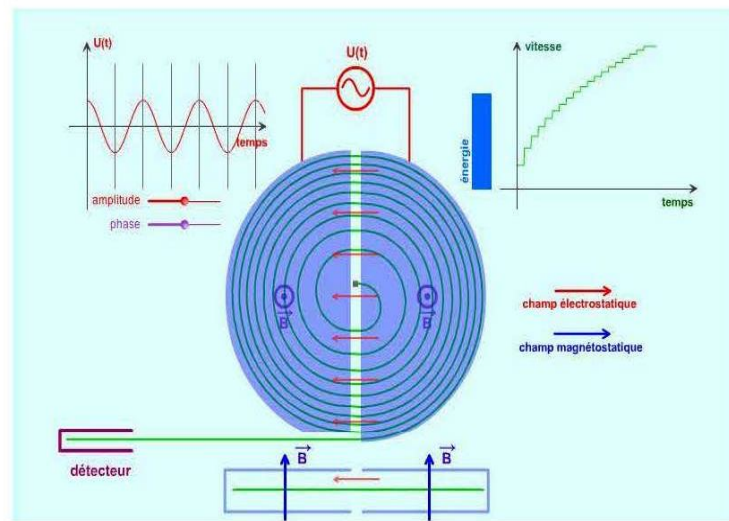 U(t)
temps
amplitude
phase
U(t)
vitesse
énergie
temps
B
B
champ électrostatique
champ magnétostatique
détecteur
B
B